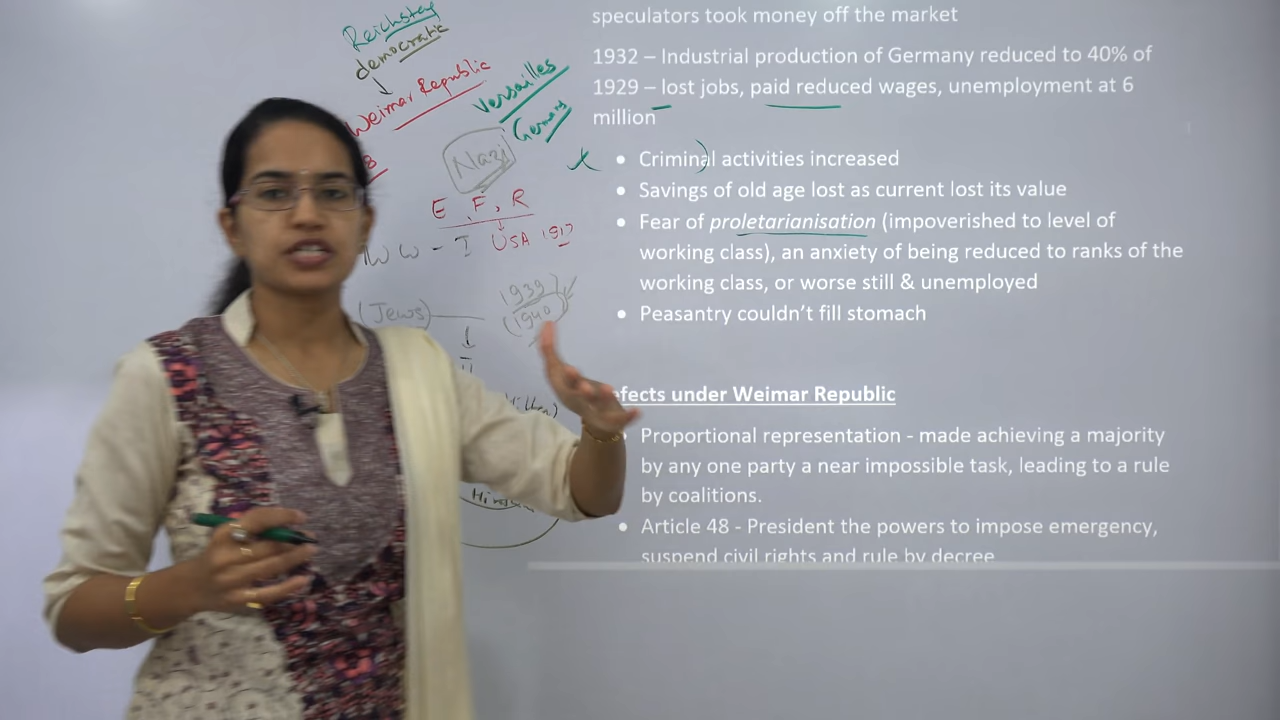 Reichstag
democratic
Weimar Republic
Versailles
Germany
Nazi
E, F, R
WW - I USA 1917
1939
(Jews)
(1940)
II
speculators took money off the market
1932 – Industrial production of Germany reduced to 40% of
1929 – lost jobs, paid reduced wages, unemployment at 6
million
• Criminal activities increased
• Savings of old age lost as current lost its value
• Fear of proletarianisation (impoverished to level of
working class), an anxiety of being reduced to ranks of the
working class, or worse still & unemployed
• Peasantry couldn't fill stomach
efects under Weimar Republic
• Proportional representation - made achieving a majority
by any one party a near impossible task, leading to a rule
by coalitions.
• Article 48 - President the powers to impose emergency,
suspend civil rights and rule by decree